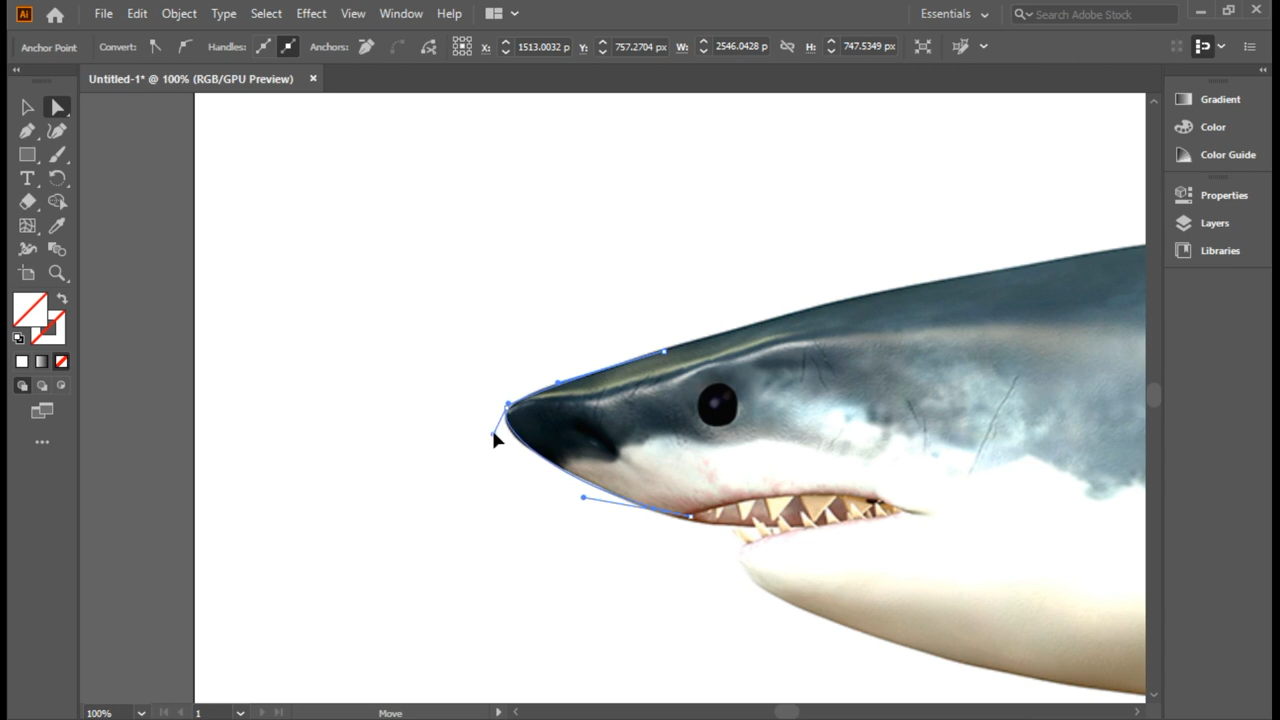 Ai File Edit Object Type Select Effect View Window Help Essentials Search Adobe Stock
Anchor Point Convert: Handles: Anchors: X: 1513.0032 p Y: 757.2704 pix W: 2546.0428 p H: 747.5349 px
Untitled-1* @ 100% (RGB/GPU Preview)
Gradient
Color
Color Guide
Properties
Layers
Libraries
100% 1 Move